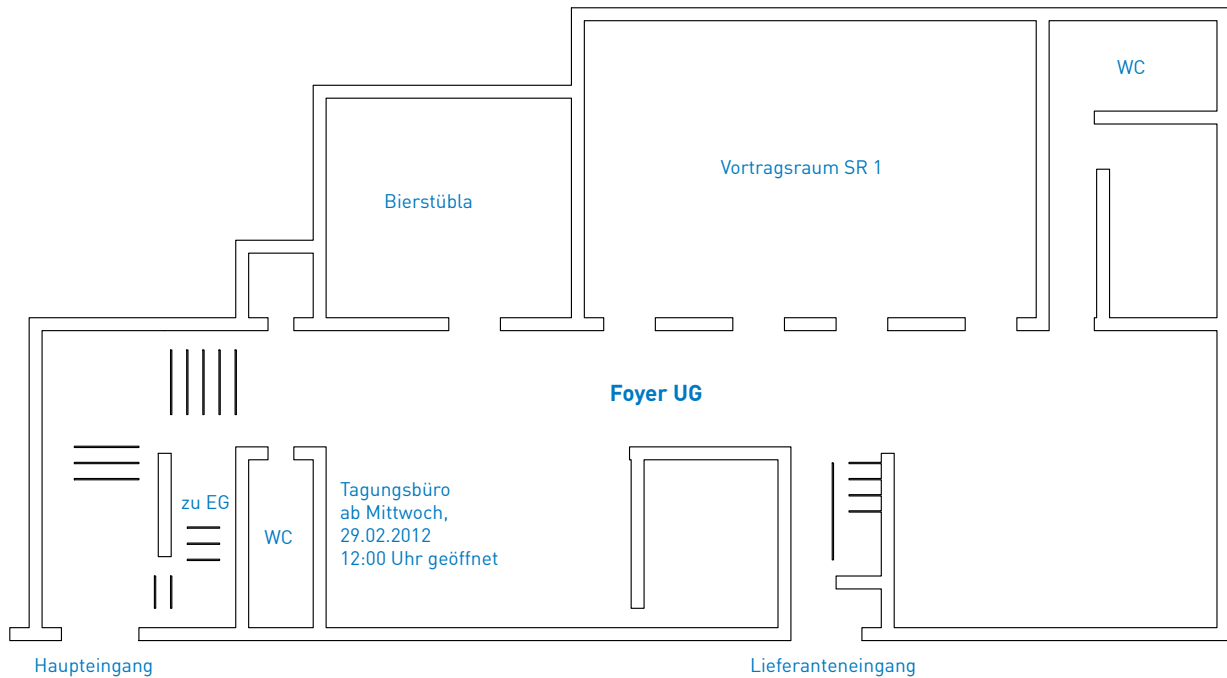 WC
Vortragsraum SR 1
Bierstübla
Foyer UG
zu EG
WC
Tagungsbüro
ab Mittwoch,
29.02.2012
12:00 Uhr geöffnet
Haupteingang
Lieferanteneingang